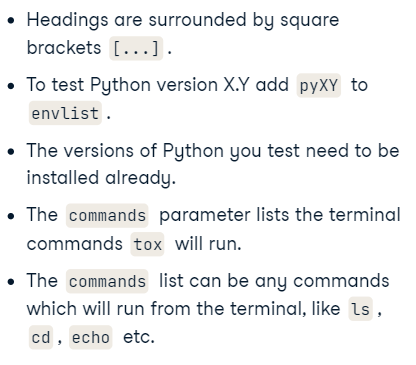 • Headings are surrounded by square
brackets [...] .
• To test Python version X.Y add pyXY to
envlist .
• The versions of Python you test need to be
installed already.
• The commands parameter lists the terminal
commands tox will run.
• The commands list can be any commands
which will run from the terminal, like ls ,
cd , echo etc.